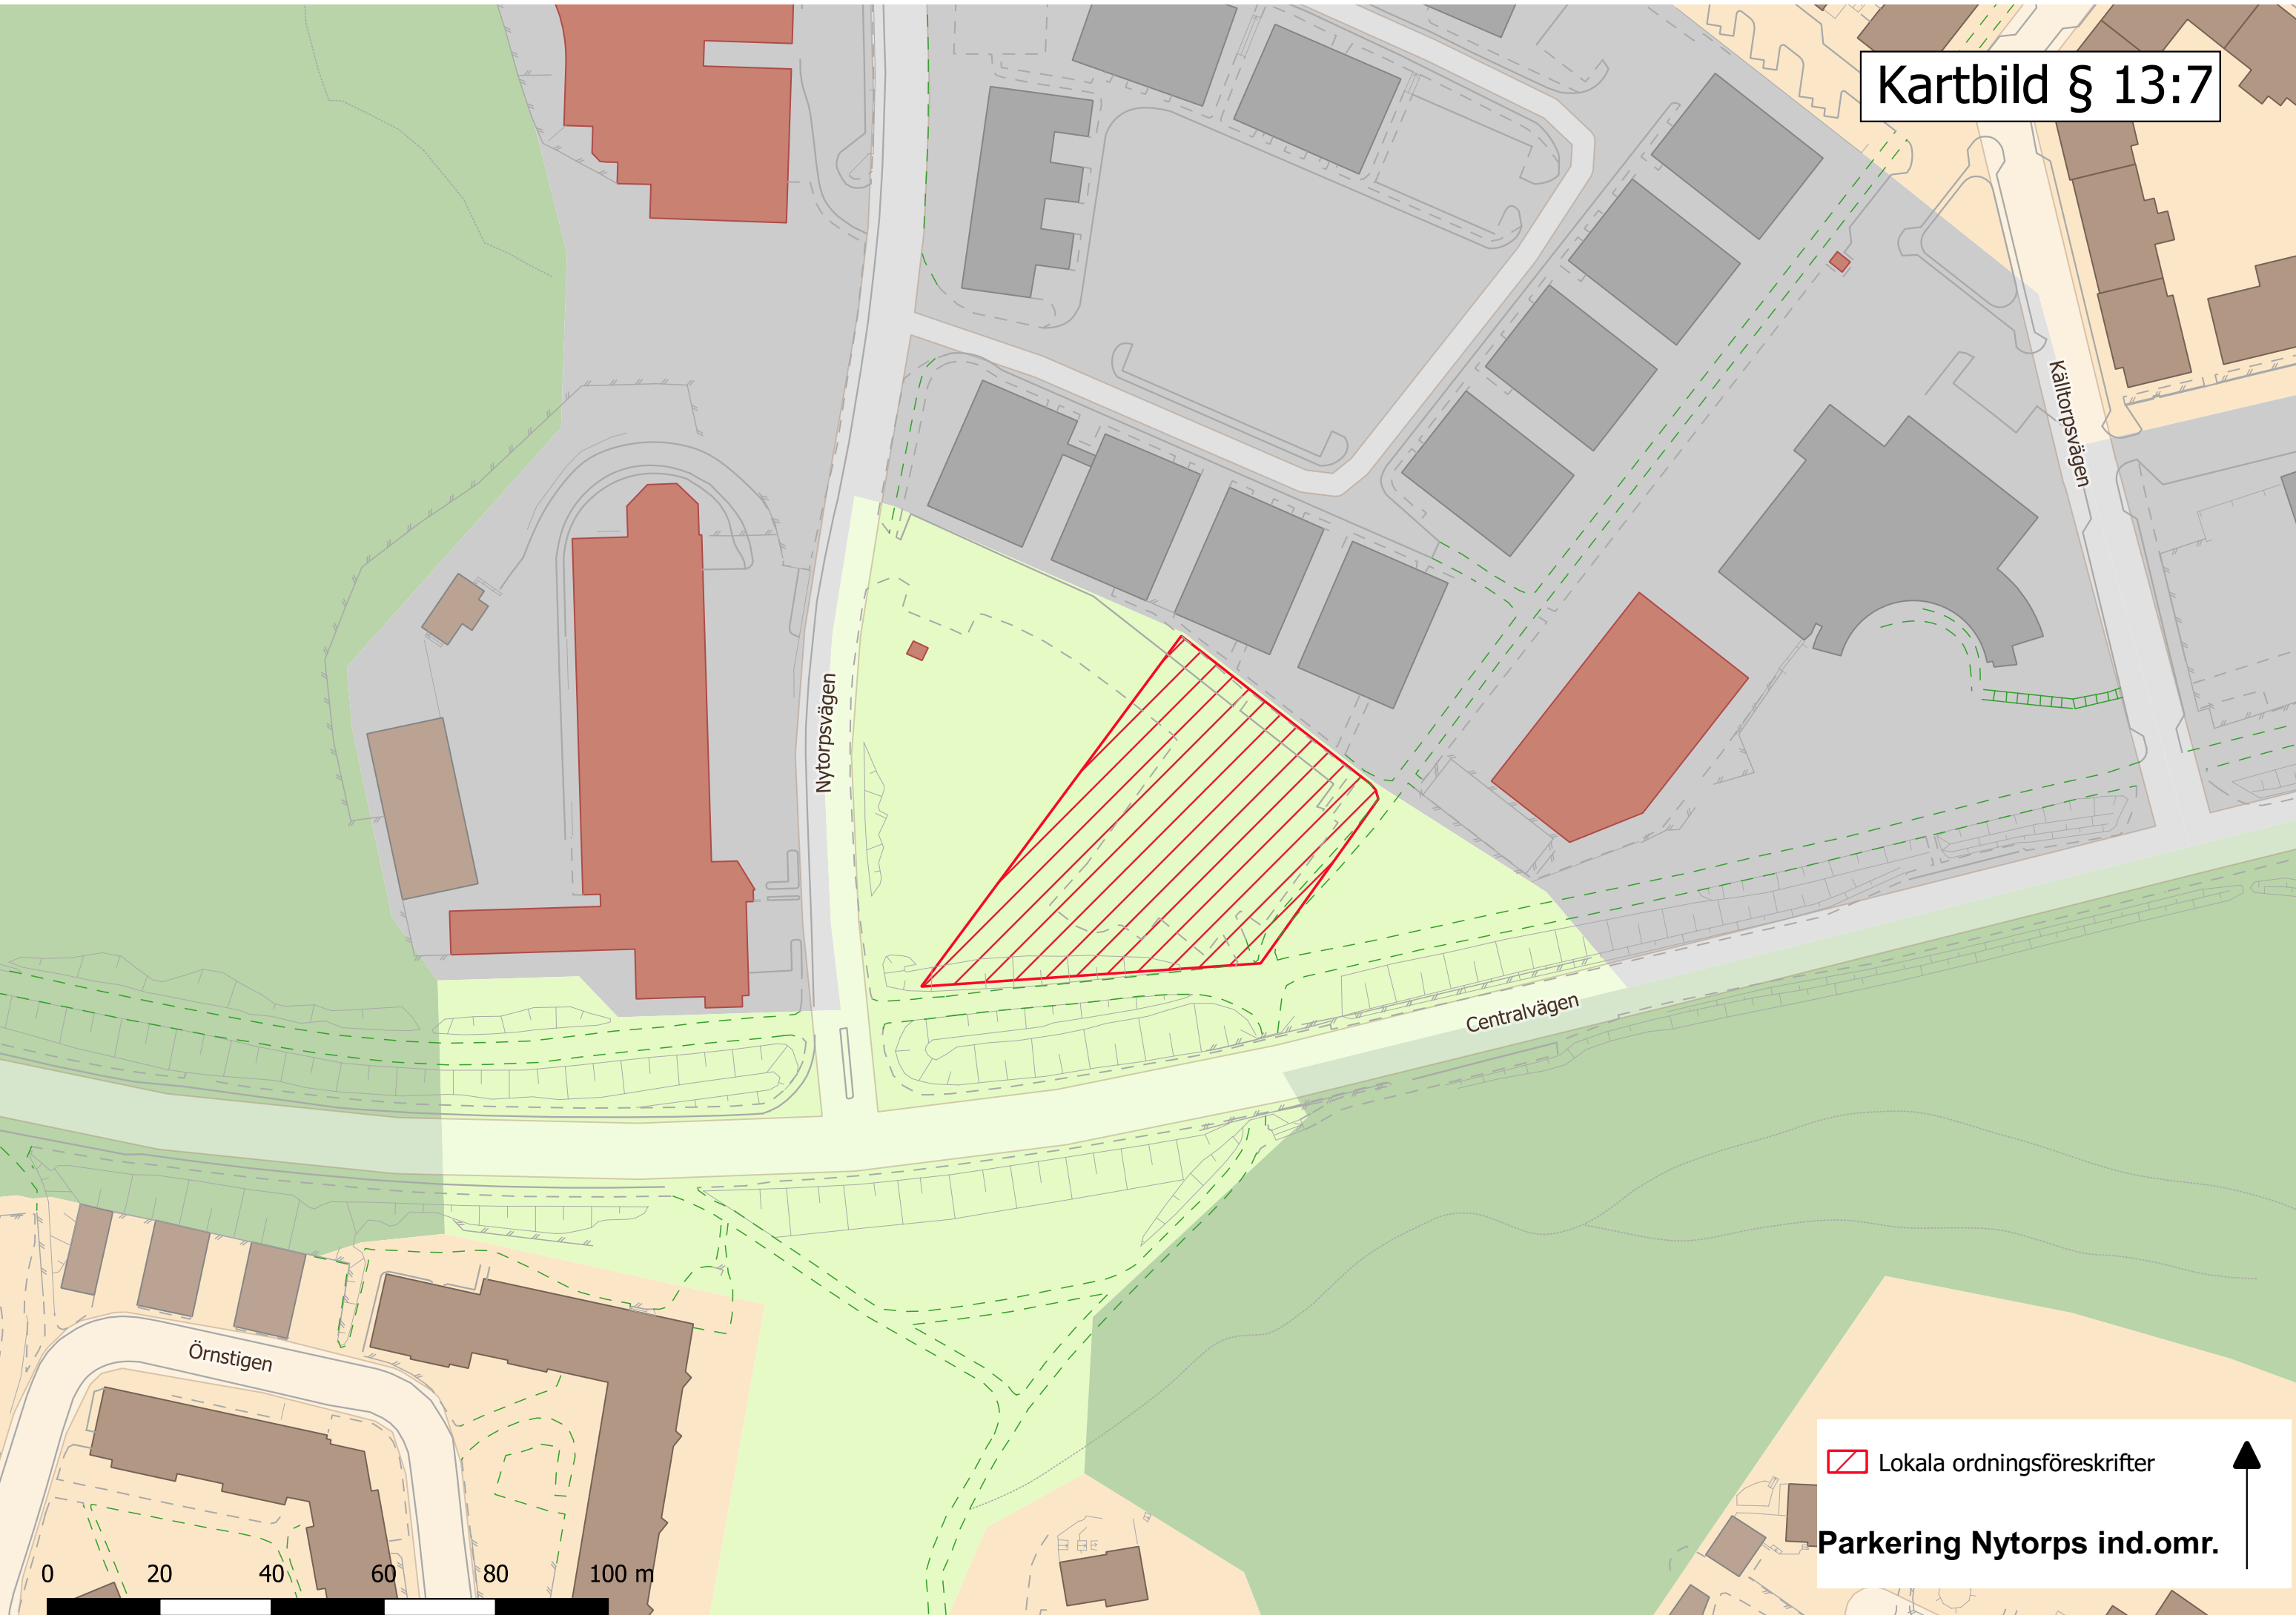 Kartbild § 13:7
Källtorpsvägen
Nytorpsvägen
Centralvägen
Örnstigen
Lokala ordningsföreskrifter
Parkering Nytorps ind.omr.
0 20 40 60 80 100 m